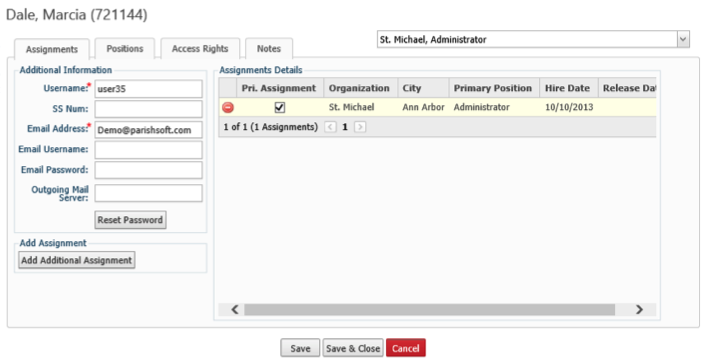 Dale, Marcia (721144)
St. Michael, Administrator
Assignments Positions Access Rights Notes
Additional Information
Username:* user35
SS Num:
Email Address:* Demo@parishsoft.com
Email Username:
Email Password:
Outgoing Mail
Server:
Reset Password
Add Assignment
Add Additional Assignment
Assignments Details
Pri. Assignment Organization City Primary Position Hire Date Release Dat
St. Michael Ann Arbor Administrator 10/10/2013
1 of 1 (1 Assignments) < 1 >
Save Save & Close Cancel